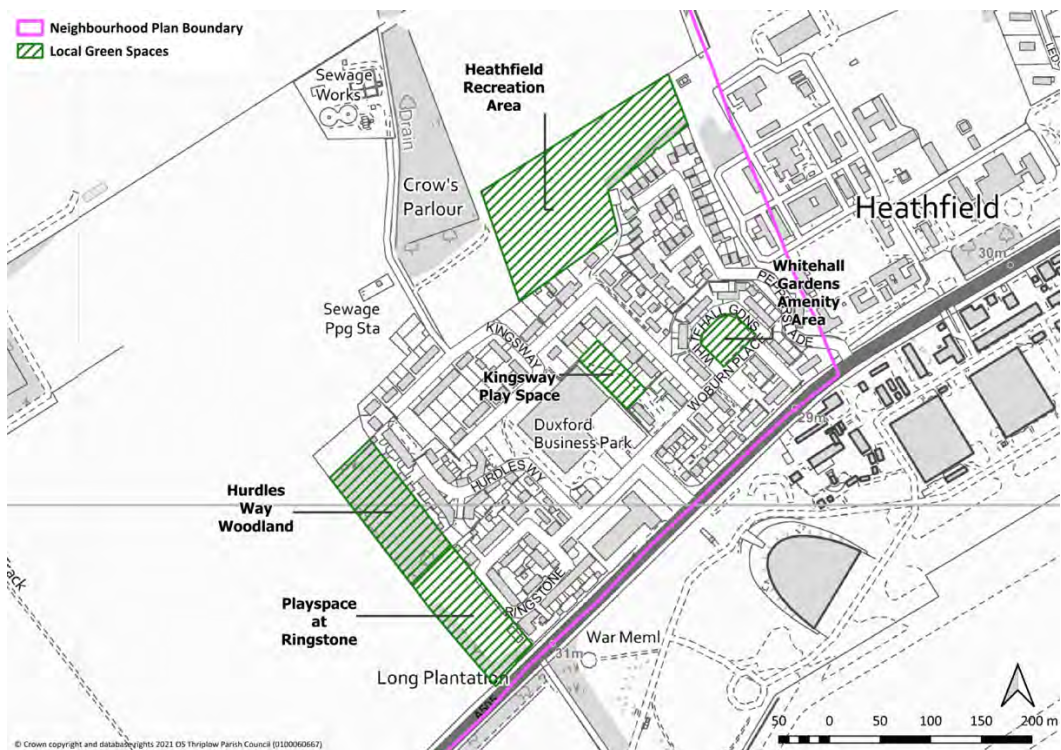 Neighbourhood Plan Boundary
Local Green Spaces
Sewage
Works
Drain
Heathfield
Recreation
Area
Crow's
Parlour
Heathfield
30m
Whitehall
Gardens
Amenity
Area
Sewage
Ppg Sta
KINGSWAY
Kingsway
Play Space
WOBURN PLACE
29m
Duxford
Business Park
HURDLES WY
Hurdles
Way
Woodland
Playspace
at
Ringstone
RINGSTONE
War Meml
31m
Long Plantation
50 0 50 100 150 200 m
© Crown copyright and database rights 2021 OS Thriplow Parish Council (0100060667)